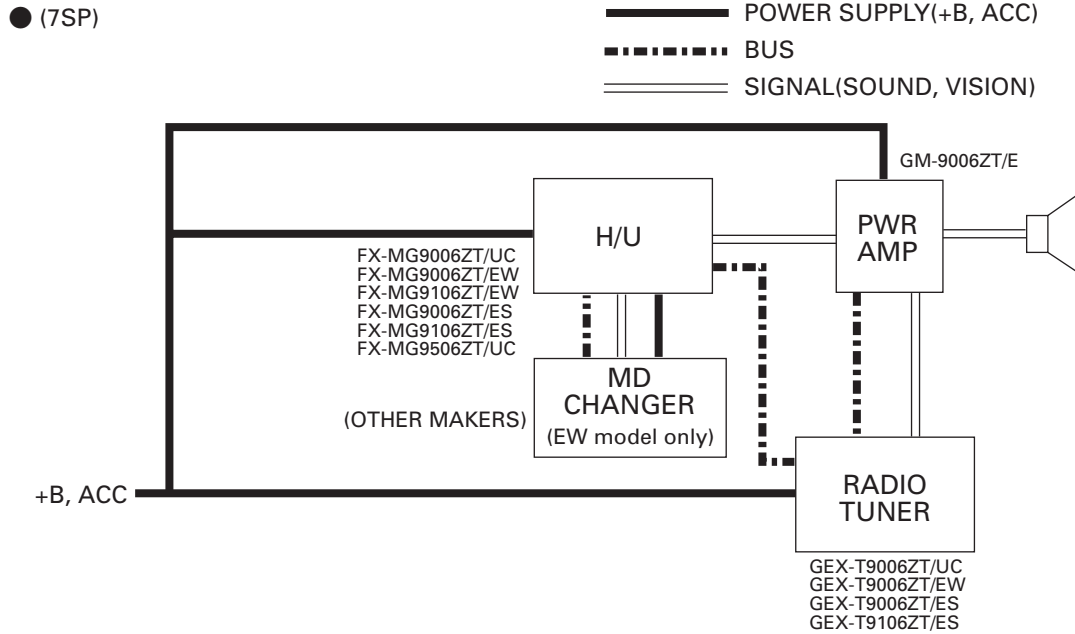 ● (7SP)
POWER SUPPLY(+B, ACC)
BUS
SIGNAL(SOUND, VISION)
GM-9006ZT/E
H/U
PWR
AMP
FX-MG9006ZT/UC
FX-MG9006ZT/EW
FX-MG9106ZT/EW
FX-MG9006ZT/ES
FX-MG9106ZT/ES
FX-MG9506ZT/UC
MD
CHANGER
(EW model only)
(OTHER MAKERS)
+B, ACC
RADIO
TUNER
GEX-T9006ZT/UC
GEX-T9006ZT/EW
GEX-T9006ZT/ES
GEX-T9106ZT/ES